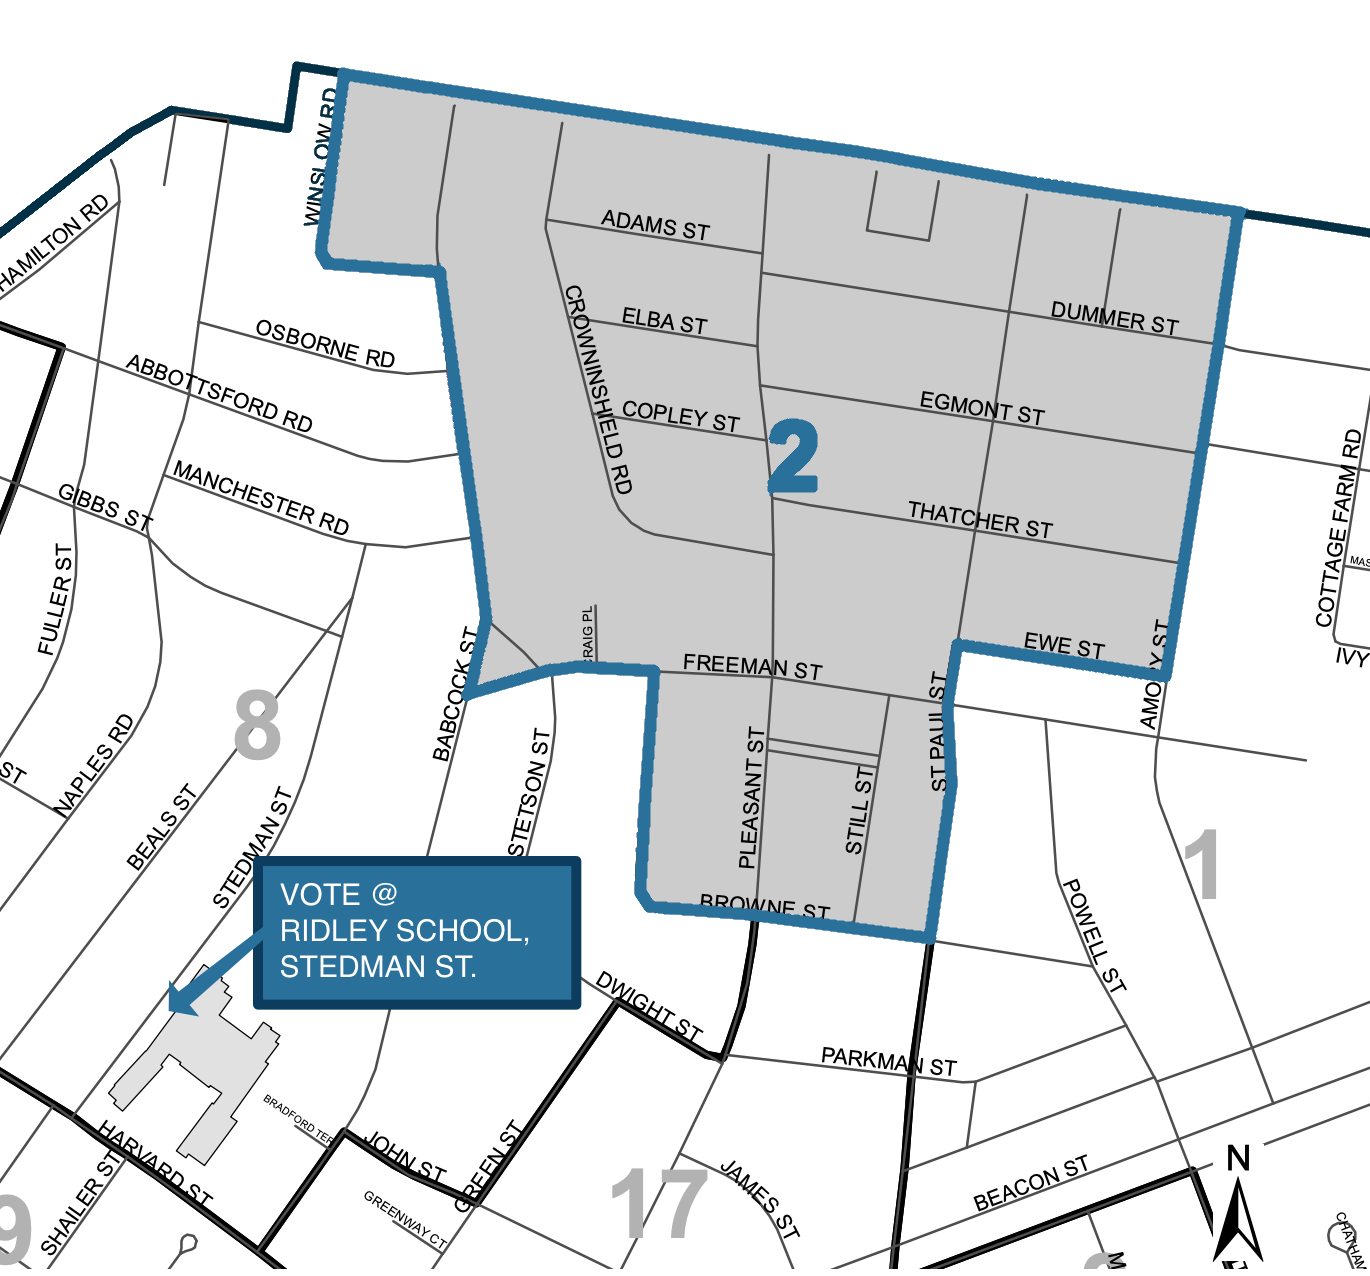 WINSLOW RD
HAMILTON RD
ADAMS ST
OSBORNE RD
ELBA ST
DUMMER ST
ABBOTTSFORD RD
CROWNINSHIELD RD
COPLEY ST
EGMONT ST
2
MANCHESTER RD
GIBBS ST
THATCHER ST
COTTAGE FARM RD
MAS
FULLER ST
BABCOCK ST
CRAIG PL
FREEMAN ST
EWE ST
AMORY ST
IVY
8
NAPLES RD
ST
BEALS ST
STEDMAN ST
STETSON ST
PLEASANT ST
STILL ST
ST PAUL ST
1
BROWNE ST
POWELL ST
VOTE @
RIDLEY SCHOOL,
STEDMAN ST.
DWIGHT ST
PARKMAN ST
BRADFORD TER
HARVARD ST
JOHN ST
GREEN ST
SHAILER ST
GREENWAY CT
9
17
JAMES ST
BEACON ST
N
CHATHAM